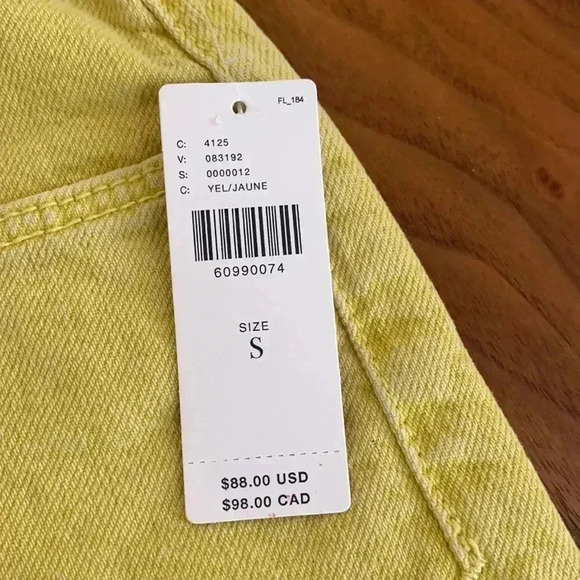 FL_184
C: 4125
V: 083192
S: 0000012
C: YEL/JAUNE
60990074
SIZE
S
$88.00 USD
$98.00 CAD